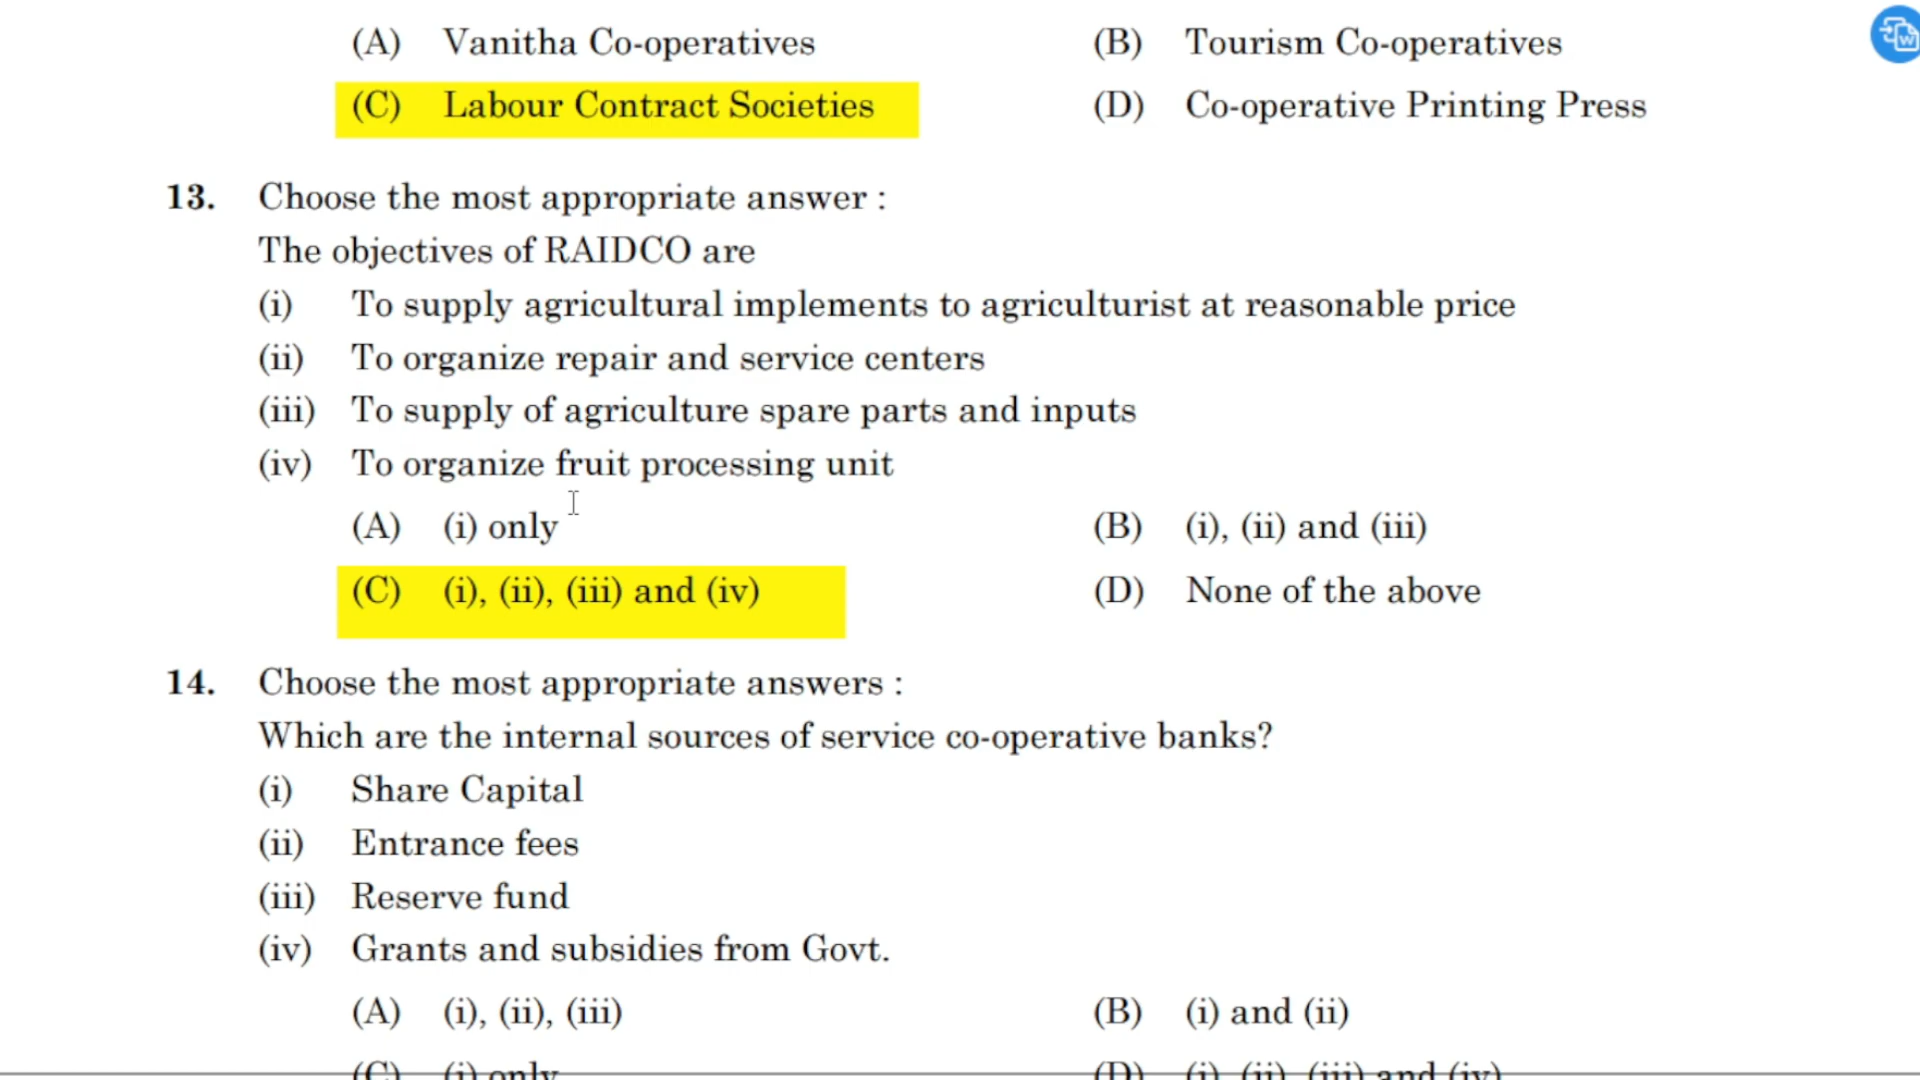 (A) Vanitha Co-operatives (B) Tourism Co-operatives
(C) Labour Contract Societies (D) Co-operative Printing Press
13. Choose the most appropriate answer :
The objectives of RAIDCO are
(i) To supply agricultural implements to agriculturist at reasonable price
(ii) To organize repair and service centers
(iii) To supply of agriculture spare parts and inputs
(iv) To organize fruit processing unit
(A) (i) only (B) (i), (ii) and (iii)
(C) (i), (ii), (iii) and (iv) (D) None of the above
14. Choose the most appropriate answers :
Which are the internal sources of service co-operative banks?
(i) Share Capital
(ii) Entrance fees
(iii) Reserve fund
(iv) Grants and subsidies from Govt.
(A) (i), (ii), (iii) (B) (i) and (ii)
(C) (i) only (D) (i), (ii), (iii) and (iv)